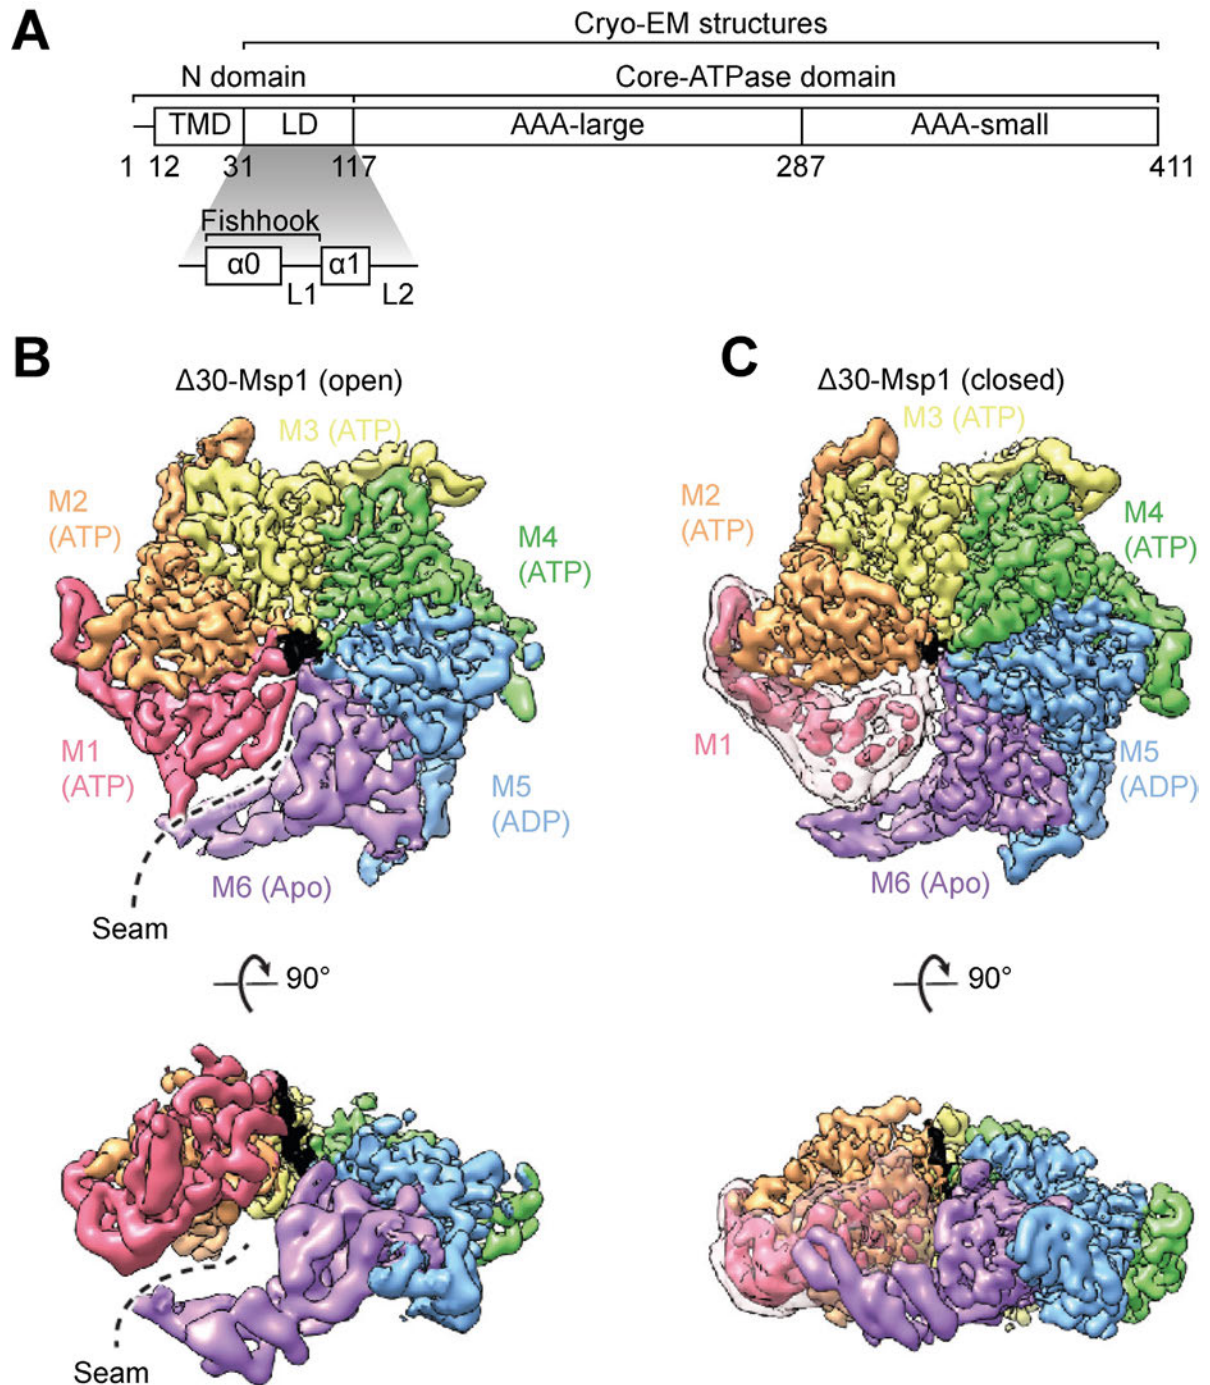 A
Cryo-EM structures
N domain
Core-ATPase domain
TMD
LD
AAA-large
AAA-small
1 12 31 117 287 411
Fishhook
α0
α1
L1
L2
B
Δ30-Msp1 (open)
M3 (ATP)
M2
(ATP)
M4
(ATP)
M1
(ATP)
M5
(ADP)
M6 (Apo)
Seam
90°
Seam
C
Δ30-Msp1 (closed)
M3 (ATP)
M2
(ATP)
M4
(ATP)
M1
M5
(ADP)
M6 (Apo)
90°